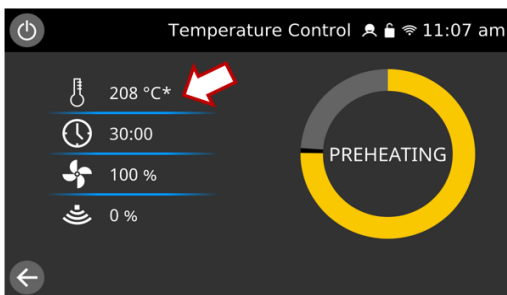 Temperature Control 11:07 am
208 °C*
30:00
100 %
PREHEATING
0 %